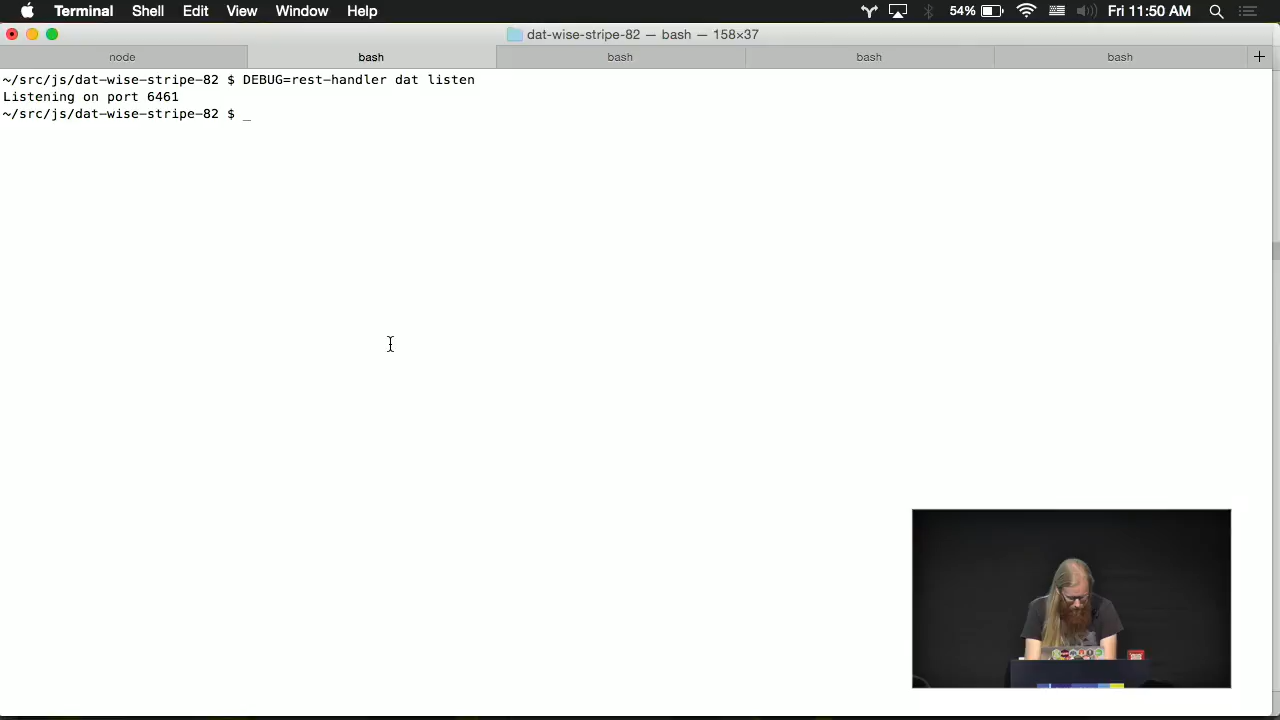 Terminal Shell Edit View Window Help 54% Fri 11:50 AM
dat-wise-stripe-82 — bash — 158×37
node bash bash bash bash +
~/src/js/dat-wise-stripe-82 $ DEBUG=rest-handler dat listen
Listening on port 6461
~/src/js/dat-wise-stripe-82 $ _